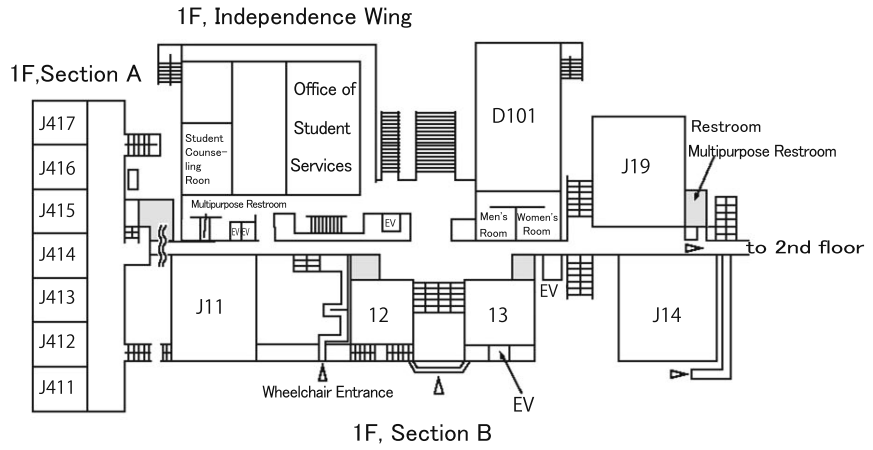 1F, Independence Wing
1F,Section A
Office of
Student
Services
Student
Counse-
ling
Roon
Multipurpose Restroom
EV EV
EV
D101
Men's
Room
Women's
Room
J19
Restroom
Multipurpose Restroom
to 2nd floor
J417
J416
J415
J414
J413
J412
J411
J11
12
13
EV
J14
Wheelchair Entrance
EV
1F, Section B